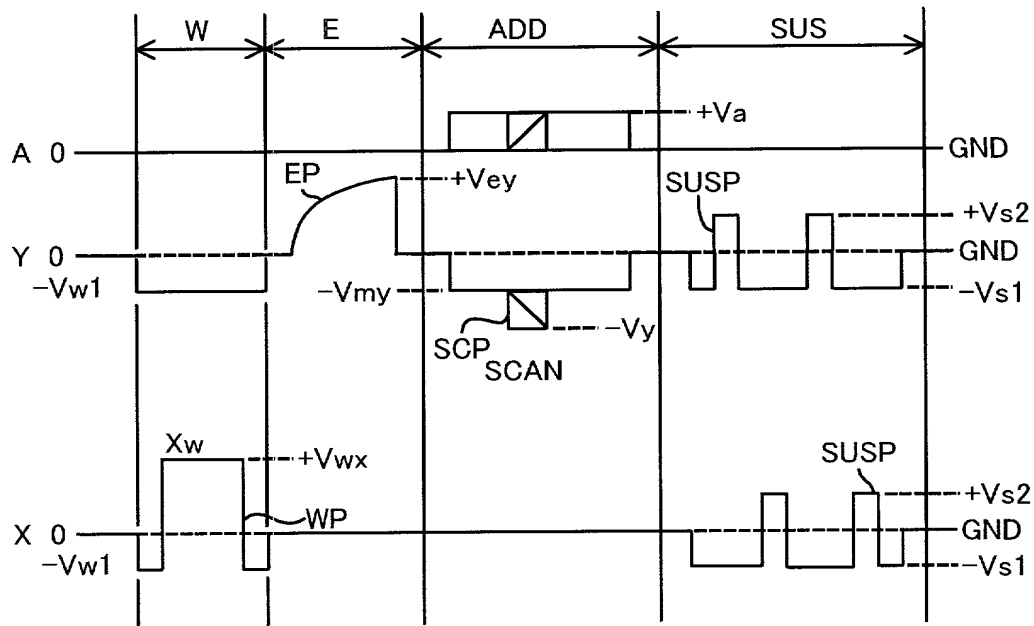 W E ADD SUS
+Va
A 0 GND
EP +Vey SUSP
+Vs2
Y 0 GND
−Vw1 −Vmy −Vs1
SCP −Vy
SCAN
Xw +Vwx SUSP
+Vs2
WP
X 0 GND
−Vw1 −Vs1